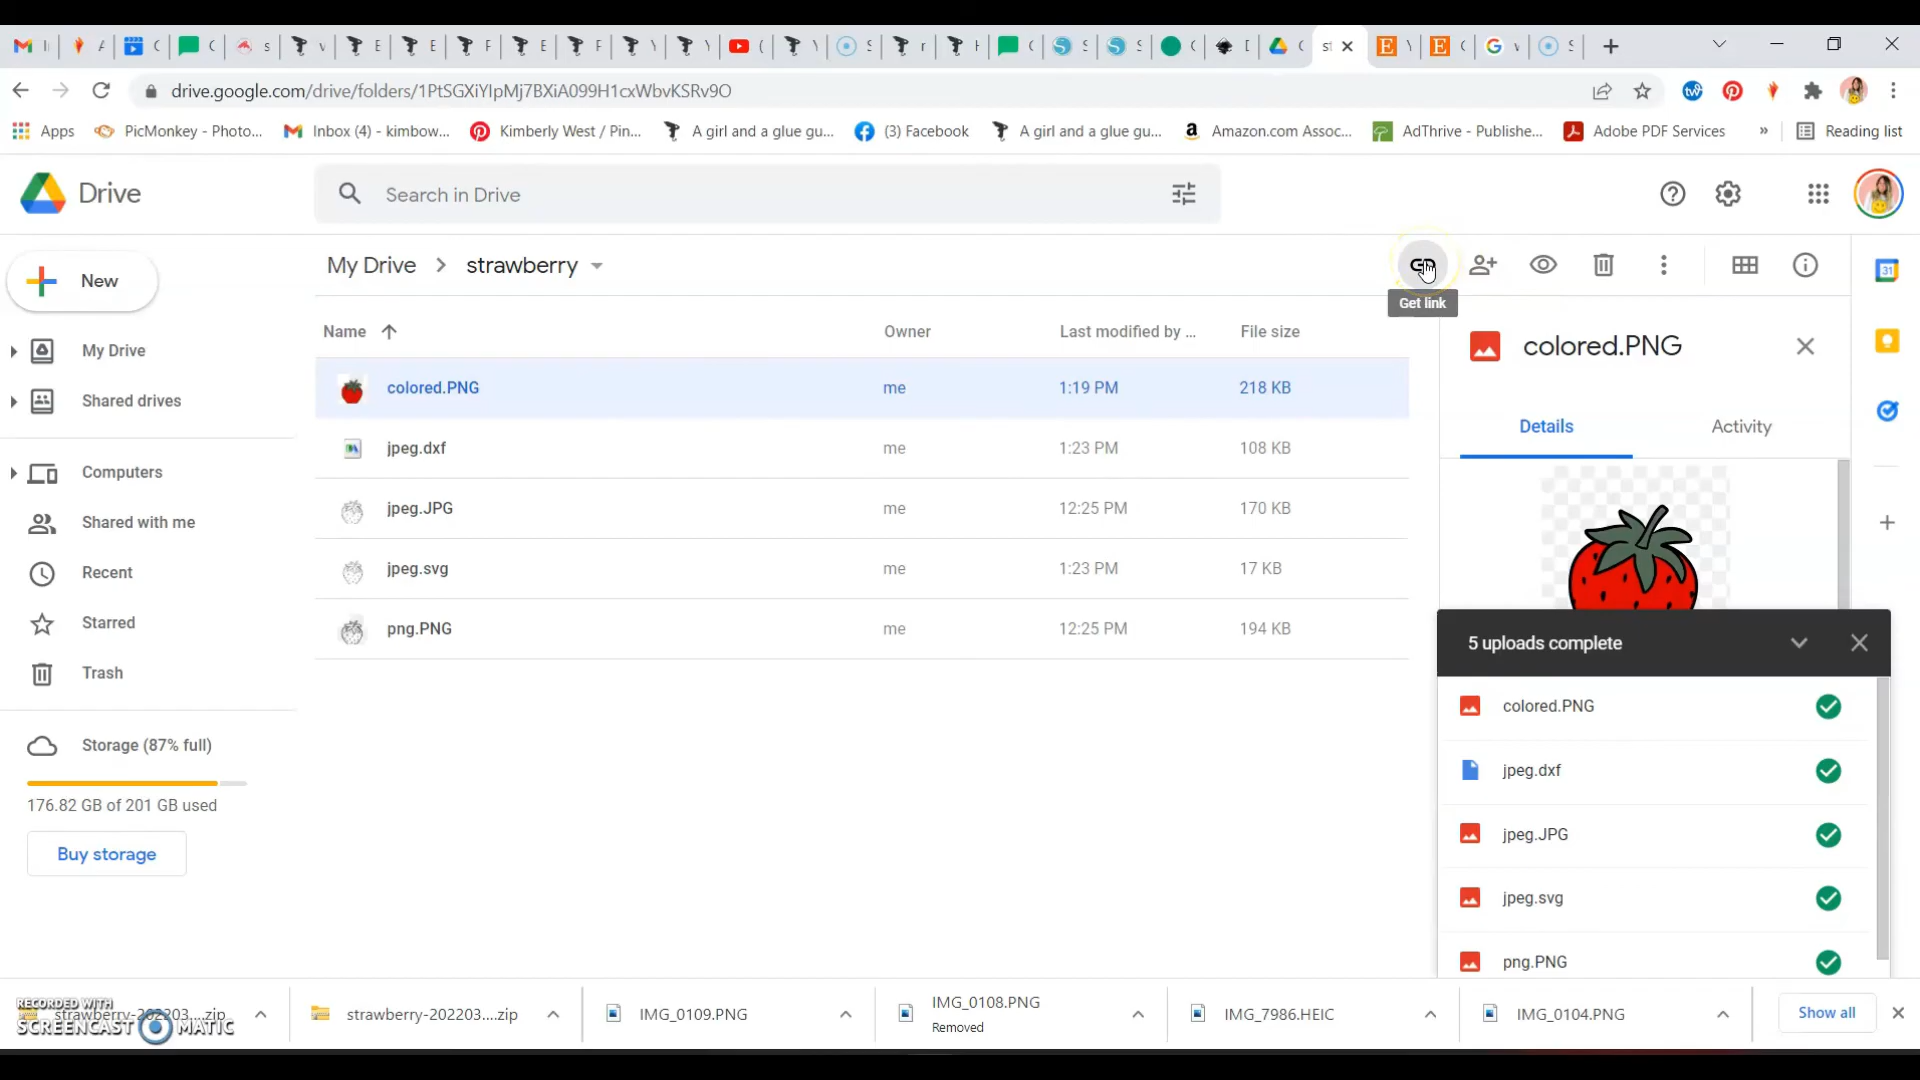 drive.google.com/drive/folders/1PtSGXiYIpMj7BXiA099H1cxWbvKSRv9O
Apps
PicMonkey - Photo...
Inbox (4) - kimbow...
Kimberly West / Pin...
A girl and a glue gu...
(3) Facebook
A girl and a glue gu...
Amazon.com Assoc...
AdThrive - Publishe...
Adobe PDF Services
»
Reading list
Drive
Search in Drive
New
My Drive
strawberry
Get link
My Drive
Shared drives
Computers
Shared with me
Recent
Starred
Trash
Storage (87% full)
176.82 GB of 201 GB used
Buy storage
Name
Owner
Last modified by ...
File size
colored.PNG
me
1:19 PM
218 KB
jpeg.dxf
me
1:23 PM
108 KB
jpeg.JPG
me
12:25 PM
170 KB
jpeg.svg
me
1:23 PM
17 KB
png.PNG
me
12:25 PM
194 KB
colored.PNG
Details
Activity
31
5 uploads complete
colored.PNG
jpeg.dxf
jpeg.JPG
jpeg.svg
png.PNG
RECORDED WITH
SCREENCAST MATIC
strawberry-202203....zip
strawberry-202203....zip
IMG_0109.PNG
IMG_0108.PNG
Removed
IMG_7986.HEIC
IMG_0104.PNG
Show all